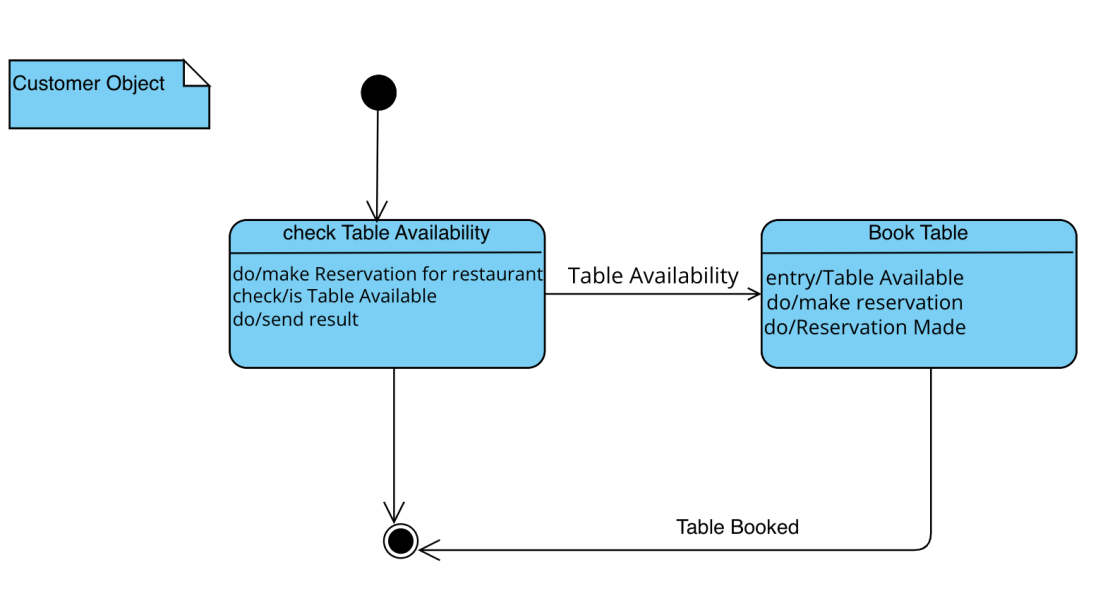 Customer Object
check Table Availability
do/make Reservation for restaurant
check/is Table Available
do/send result
Table Availability
Book Table
entry/Table Available
do/make reservation
do/Reservation Made
Table Booked